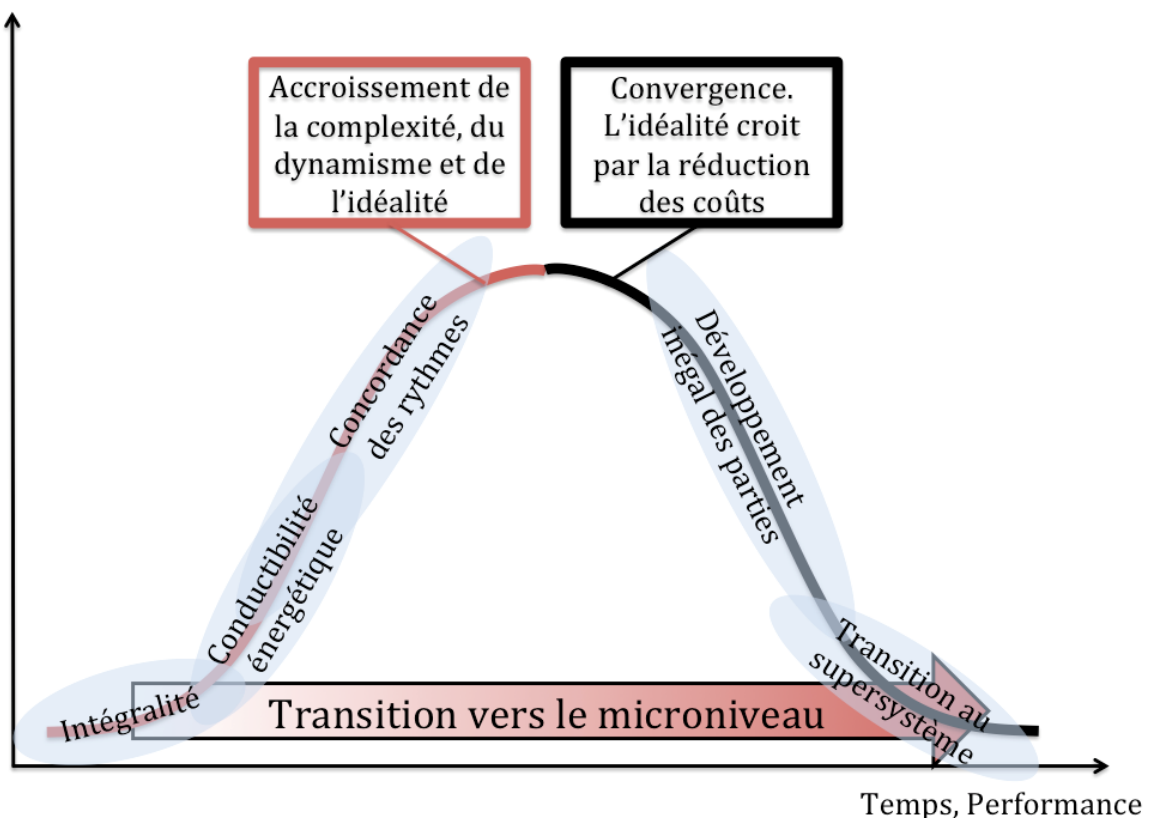 Accroissement de
la complexité, du
dynamisme et de
l'idéalité
Convergence.
L'idéalité croit
par la réduction
des coûts
Concordance
des rythmes
Développement
inégal des parties
Conductibilité
énergétique
Intégralité
Transition vers le microniveau
Transition au
supersystème
Temps, Performance